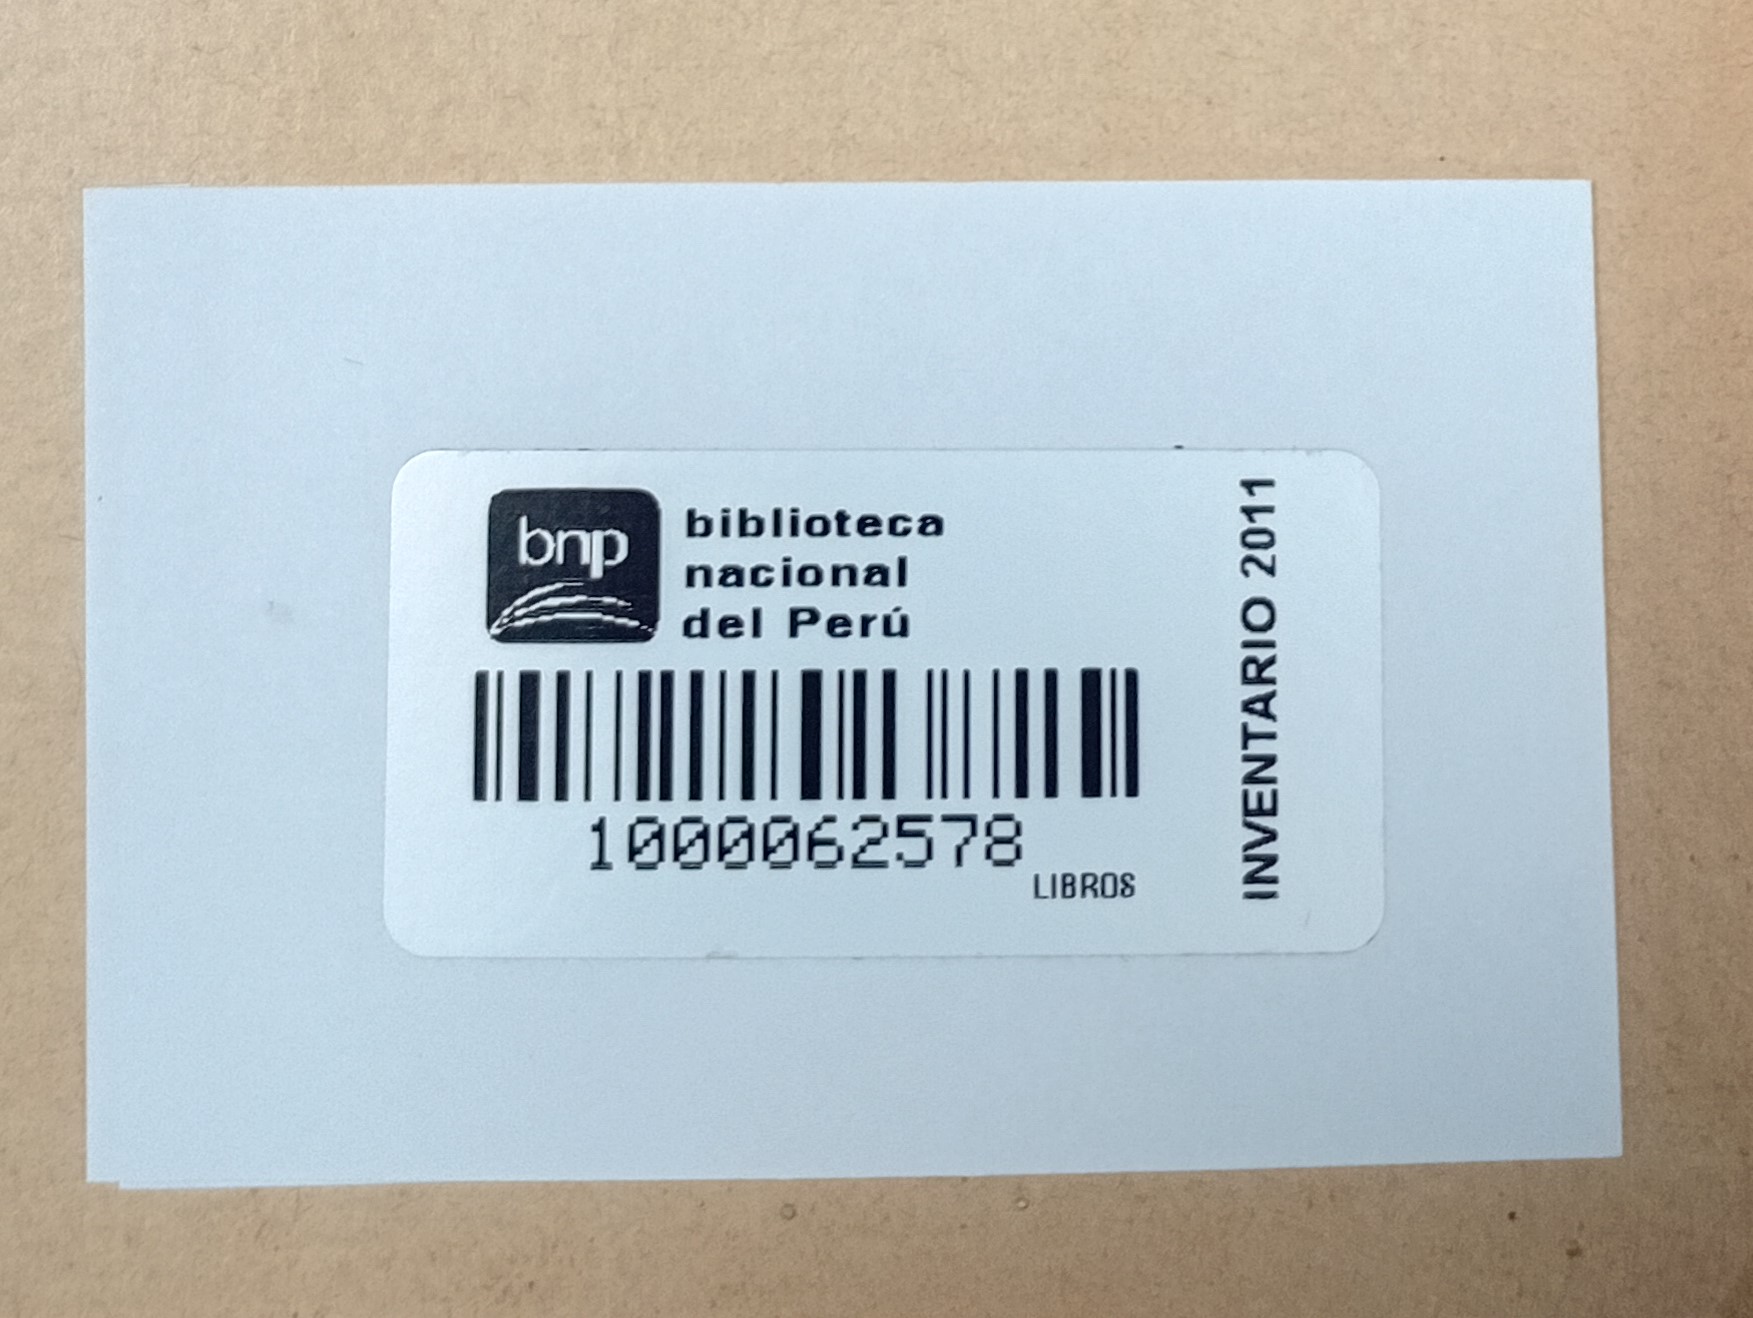 bnp
biblioteca
nacional
del Perú
1000062578
LIBROS
INVENTARIO 2011